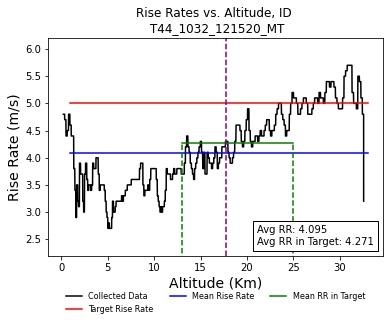 Rise Rates vs. Altitude, ID
T44_1032_121520_MT
Rise Rate (m/s)
6.0
5.5
5.0
4.5
4.0
3.5
3.0
2.5
Avg RR: 4.095
Avg RR in Target: 4.271
0 5 10 15 20 25 30
Altitude (Km)
Collected Data Mean Rise Rate Mean RR in Target
Target Rise Rate